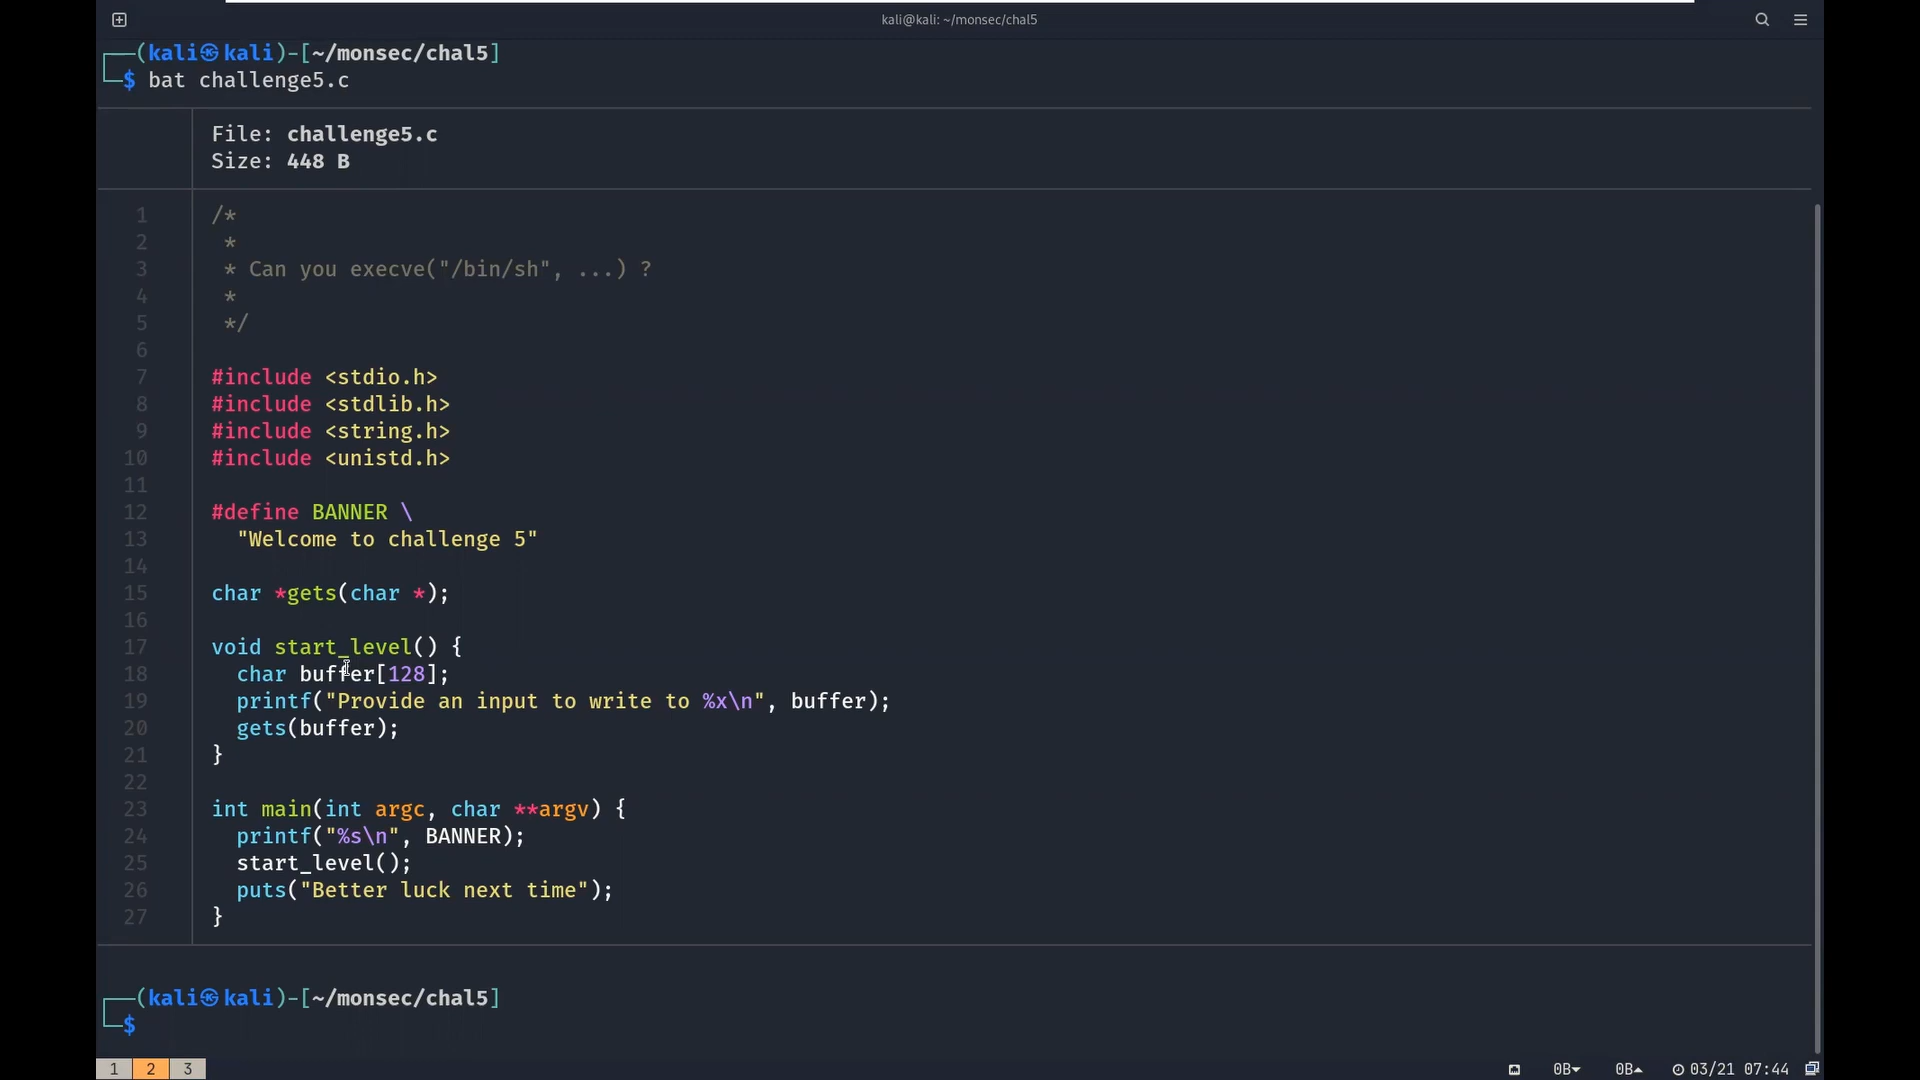 kali@kali: ~/monsec/chal5
┌──(kali㉿kali)-[~/monsec/chal5]
└─$ bat challenge5.c
File: challenge5.c
Size: 448 B
1 /*
2  *
3  * Can you execve("/bin/sh", ...) ?
4  *
5  */
6
7 #include <stdio.h>
8 #include <stdlib.h>
9 #include <string.h>
10 #include <unistd.h>
11
12 #define BANNER \
13   "Welcome to challenge 5"
14
15 char *gets(char *);
16
17 void start_level() {
18   char buffer[128];
19   printf("Provide an input to write to %x\n", buffer);
20   gets(buffer);
21 }
22
23 int main(int argc, char **argv) {
24   printf("%s\n", BANNER);
25   start_level();
26   puts("Better luck next time");
27 }
┌──(kali㉿kali)-[~/monsec/chal5]
└─$
1 2 3 0B▾ 0B▴ 03/21 07:44